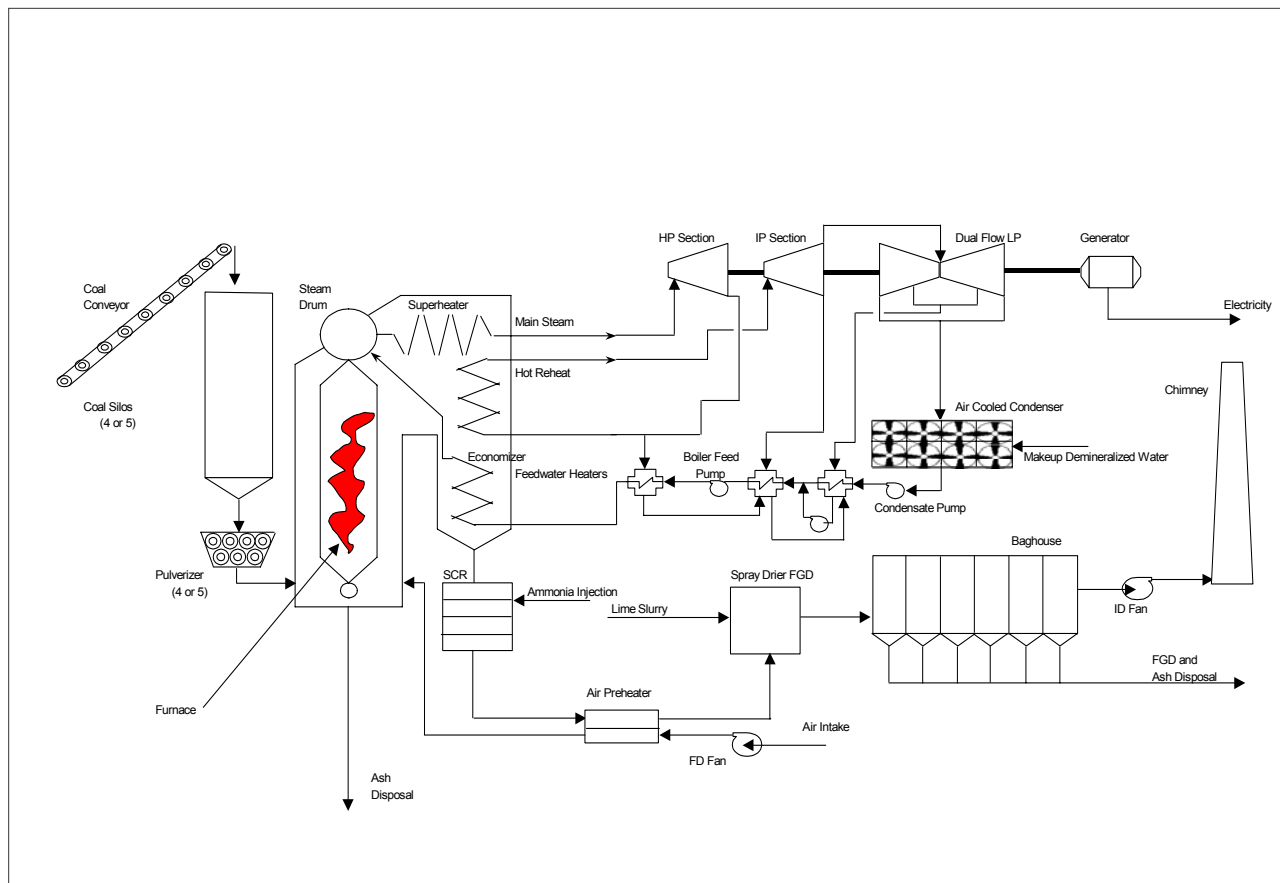 HP Section
IP Section
Dual Flow LP
Generator
Coal
Conveyor
Steam
Drum
Superheater
Main Steam
Electricity
Hot Reheat
Chimney
Coal Silos
(4 or 5)
Air Cooled Condenser
Economizer
Feedwater Heaters
Boiler Feed
Pump
Makeup Demineralized Water
Condensate Pump
Baghouse
Pulverizer
(4 or 5)
SCR
Ammonia Injection
Spray Drier FGD
Lime Slurry
ID Fan
FGD and
Ash Disposal
Furnace
Air Preheater
Air Intake
FD Fan
Ash
Disposal